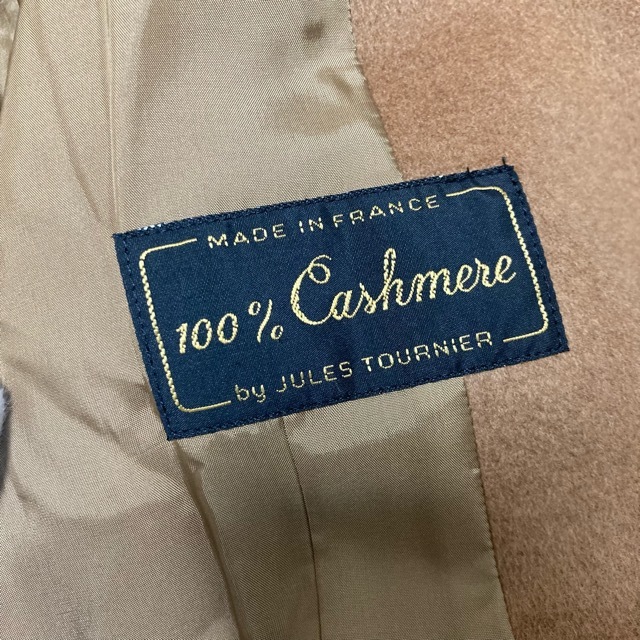 MADE IN FRANCE
100% Cashmere
by JULES TOURNIER